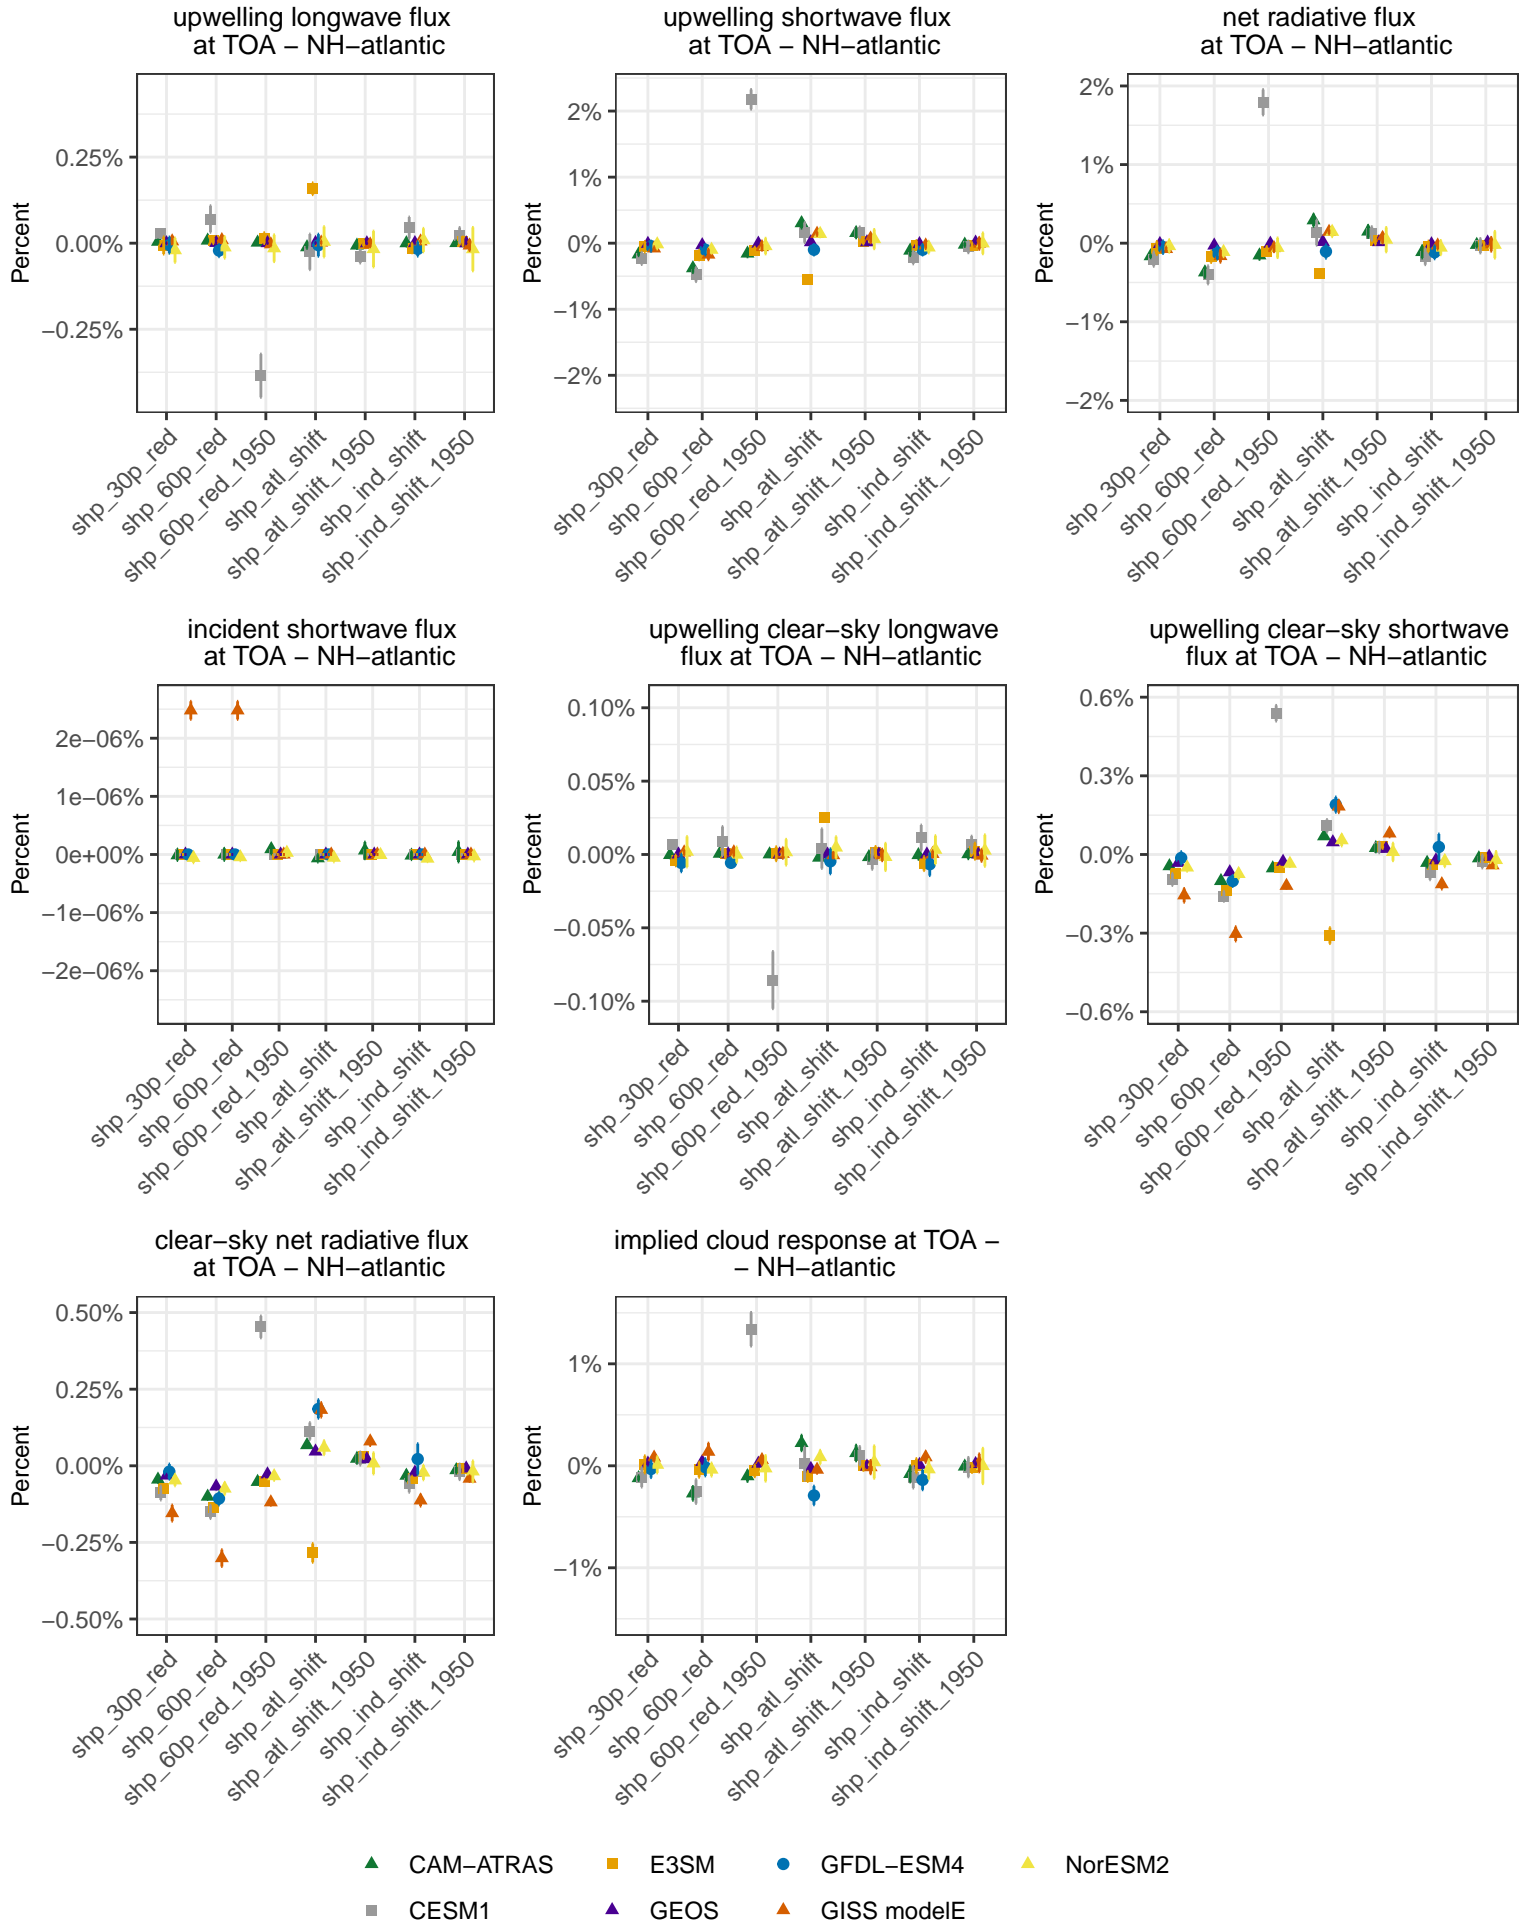 upwelling longwave flux
at TOA − NH−atlantic
Percent
0.25%
0.00%
−0.25%
shp_30p_red
shp_60p_red
shp_60p_red_1950
shp_atl_shift
shp_atl_shift_1950
shp_ind_shift
shp_ind_shift_1950
upwelling shortwave flux
at TOA − NH−atlantic
Percent
2%
1%
0%
−1%
−2%
shp_30p_red
shp_60p_red
shp_60p_red_1950
shp_atl_shift
shp_atl_shift_1950
shp_ind_shift
shp_ind_shift_1950
net radiative flux
at TOA − NH−atlantic
Percent
2%
1%
0%
−1%
−2%
shp_30p_red
shp_60p_red
shp_60p_red_1950
shp_atl_shift
shp_atl_shift_1950
shp_ind_shift
shp_ind_shift_1950
incident shortwave flux
at TOA − NH−atlantic
Percent
2e−06%
1e−06%
0e+00%
−1e−06%
−2e−06%
shp_30p_red
shp_60p_red
shp_60p_red_1950
shp_atl_shift
shp_atl_shift_1950
shp_ind_shift
shp_ind_shift_1950
upwelling clear−sky longwave
flux at TOA − NH−atlantic
Percent
0.10%
0.05%
0.00%
−0.05%
−0.10%
shp_30p_red
shp_60p_red
shp_60p_red_1950
shp_atl_shift
shp_atl_shift_1950
shp_ind_shift
shp_ind_shift_1950
upwelling clear−sky shortwave
flux at TOA − NH−atlantic
Percent
0.6%
0.3%
0.0%
−0.3%
−0.6%
shp_30p_red
shp_60p_red
shp_60p_red_1950
shp_atl_shift
shp_atl_shift_1950
shp_ind_shift
shp_ind_shift_1950
clear−sky net radiative flux
at TOA − NH−atlantic
Percent
0.50%
0.25%
0.00%
−0.25%
−0.50%
shp_30p_red
shp_60p_red
shp_60p_red_1950
shp_atl_shift
shp_atl_shift_1950
shp_ind_shift
shp_ind_shift_1950
implied cloud response at TOA −
− NH−atlantic
Percent
1%
0%
−1%
shp_30p_red
shp_60p_red
shp_60p_red_1950
shp_atl_shift
shp_atl_shift_1950
shp_ind_shift
shp_ind_shift_1950
CAM−ATRAS
E3SM
GFDL−ESM4
NorESM2
CESM1
GEOS
GISS modelE